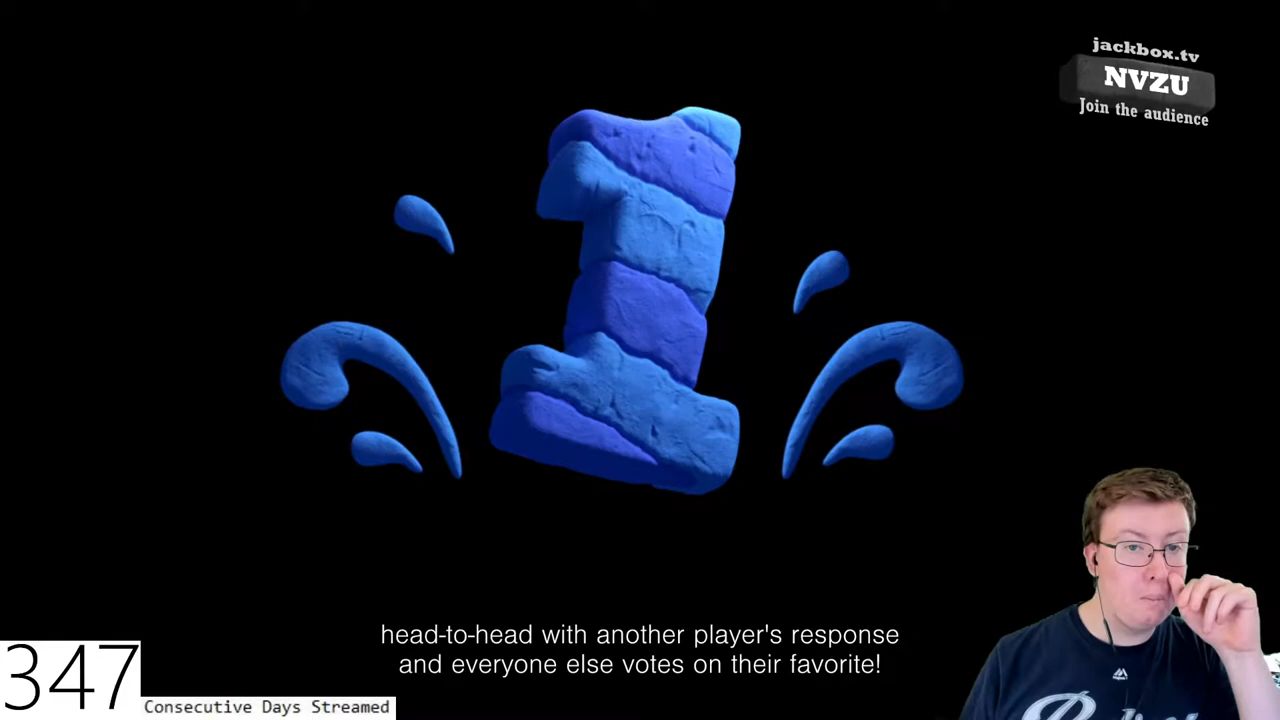 jackbox.tv
NVZU
Join the audience
1
head-to-head with another player's response
and everyone else votes on their favorite!
347
Consecutive Days Streamed